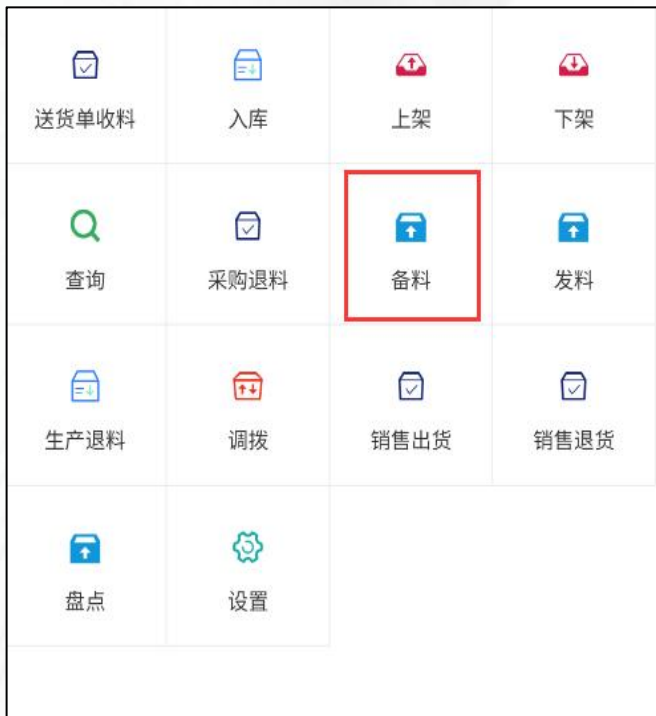 送货单收料
入库
上架
下架
查询
采购退料
备料
发料
生产退料
调拨
销售出货
销售退货
盘点
设置